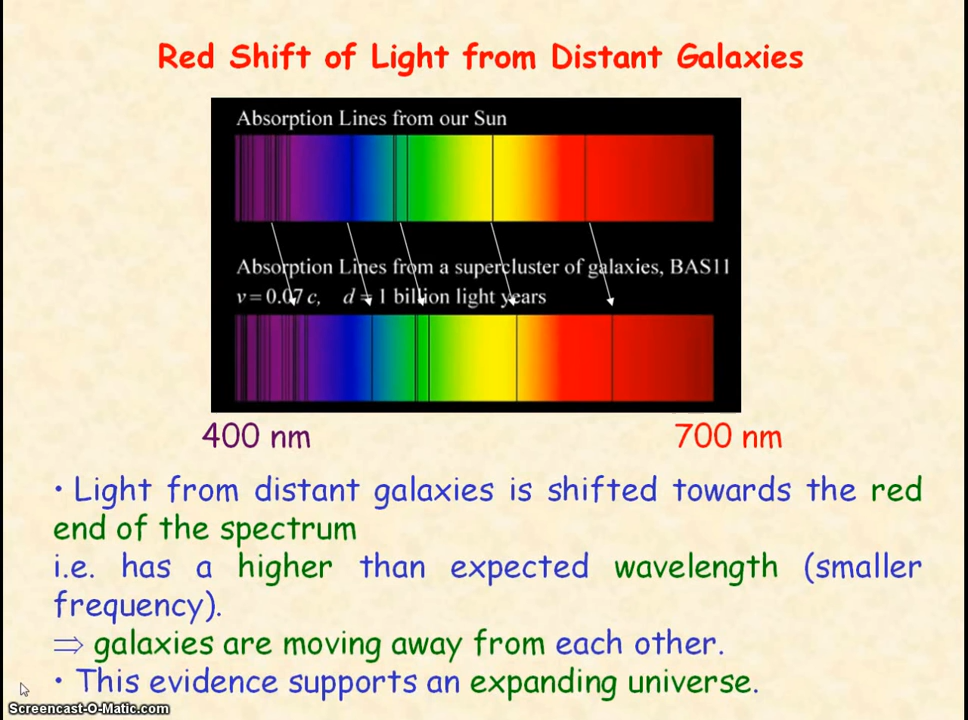 Red Shift of Light from Distant Galaxies
Absorption Lines from our Sun
Absorption Lines from a supercluster of galaxies, BAS11
v = 0.07 c, d = 1 billion light years
400 nm 700 nm
• Light from distant galaxies is shifted towards the red
end of the spectrum
i.e. has a higher than expected wavelength (smaller
frequency).
⇒ galaxies are moving away from each other.
• This evidence supports an expanding universe.
Screencast-O-Matic.com